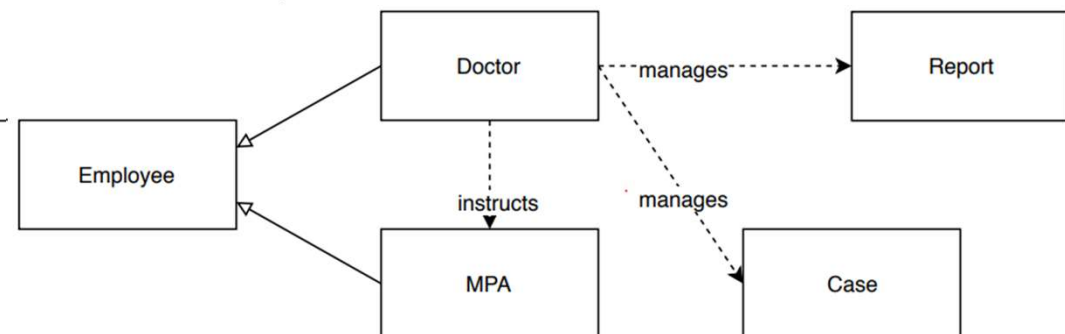 Doctor
manages
Report
Employee
instructs
manages
MPA
Case